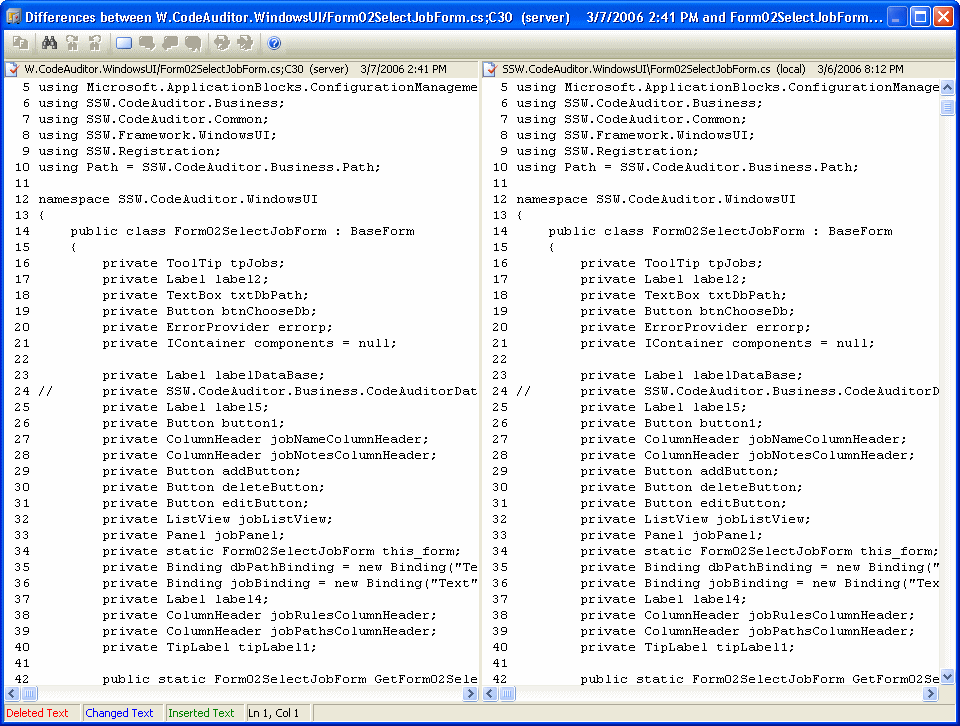 Differences between W.CodeAuditor.WindowsUI/Form02SelectJobForm.cs;C30 (server) 3/7/2006 2:41 PM and Form02SelectJobForm...
W.CodeAuditor.WindowsUI/Form02SelectJobForm.cs;C30 (server) 3/7/2006 2:41 PM
5 using Microsoft.ApplicationBlocks.ConfigurationManageme
6 using SSW.CodeAuditor.Business;
7 using SSW.CodeAuditor.Common;
8 using SSW.Framework.WindowsUI;
9 using SSW.Registration;
10 using Path = SSW.CodeAuditor.Business.Path;
11
12 namespace SSW.CodeAuditor.WindowsUI
13 {
14 public class Form02SelectJobForm : BaseForm
15 {
16 private ToolTip tpJobs;
17 private Label label2;
18 private TextBox txtDbPath;
19 private Button btnChooseDb;
20 private ErrorProvider errorp;
21 private IContainer components = null;
22
23 private Label labelDataBase;
24 // private SSW.CodeAuditor.Business.CodeAuditorDat
25 private Label label5;
26 private Button button1;
27 private ColumnHeader jobNameColumnHeader;
28 private ColumnHeader jobNotesColumnHeader;
29 private Button addButton;
30 private Button deleteButton;
31 private Button editButton;
32 private ListView jobListView;
33 private Panel jobPanel;
34 private static Form02SelectJobForm this_form;
35 private Binding dbPathBinding = new Binding("Te
36 private Binding jobBinding = new Binding("Text"
37 private Label label4;
38 private ColumnHeader jobRulesColumnHeader;
39 private ColumnHeader jobPathsColumnHeader;
40 private TipLabel tipLabel1;
41
42 public static Form02SelectJobForm GetForm02Sele
SSW.CodeAuditor.WindowsUI\Form02SelectJobForm.cs (local) 3/6/2006 8:12 PM
5 using Microsoft.ApplicationBlocks.ConfigurationManage
6 using SSW.CodeAuditor.Business;
7 using SSW.CodeAuditor.Common;
8 using SSW.Framework.WindowsUI;
9 using SSW.Registration;
10 using Path = SSW.CodeAuditor.Business.Path;
11
12 namespace SSW.CodeAuditor.WindowsUI
13 {
14 public class Form02SelectJobForm : BaseForm
15 {
16 private ToolTip tpJobs;
17 private Label label2;
18 private TextBox txtDbPath;
19 private Button btnChooseDb;
20 private ErrorProvider errorp;
21 private IContainer components = null;
22
23 private Label labelDataBase;
24 // private SSW.CodeAuditor.Business.CodeAuditorD
25 private Label label5;
26 private Button button1;
27 private ColumnHeader jobNameColumnHeader;
28 private ColumnHeader jobNotesColumnHeader;
29 private Button addButton;
30 private Button deleteButton;
31 private Button editButton;
32 private ListView jobListView;
33 private Panel jobPanel;
34 private static Form02SelectJobForm this_form;
35 private Binding dbPathBinding = new Binding("
36 private Binding jobBinding = new Binding("Tex
37 private Label label4;
38 private ColumnHeader jobRulesColumnHeader;
39 private ColumnHeader jobPathsColumnHeader;
40 private TipLabel tipLabel1;
41
42 public static Form02SelectJobForm GetForm02Se
Deleted Text Changed Text Inserted Text Ln 1, Col 1